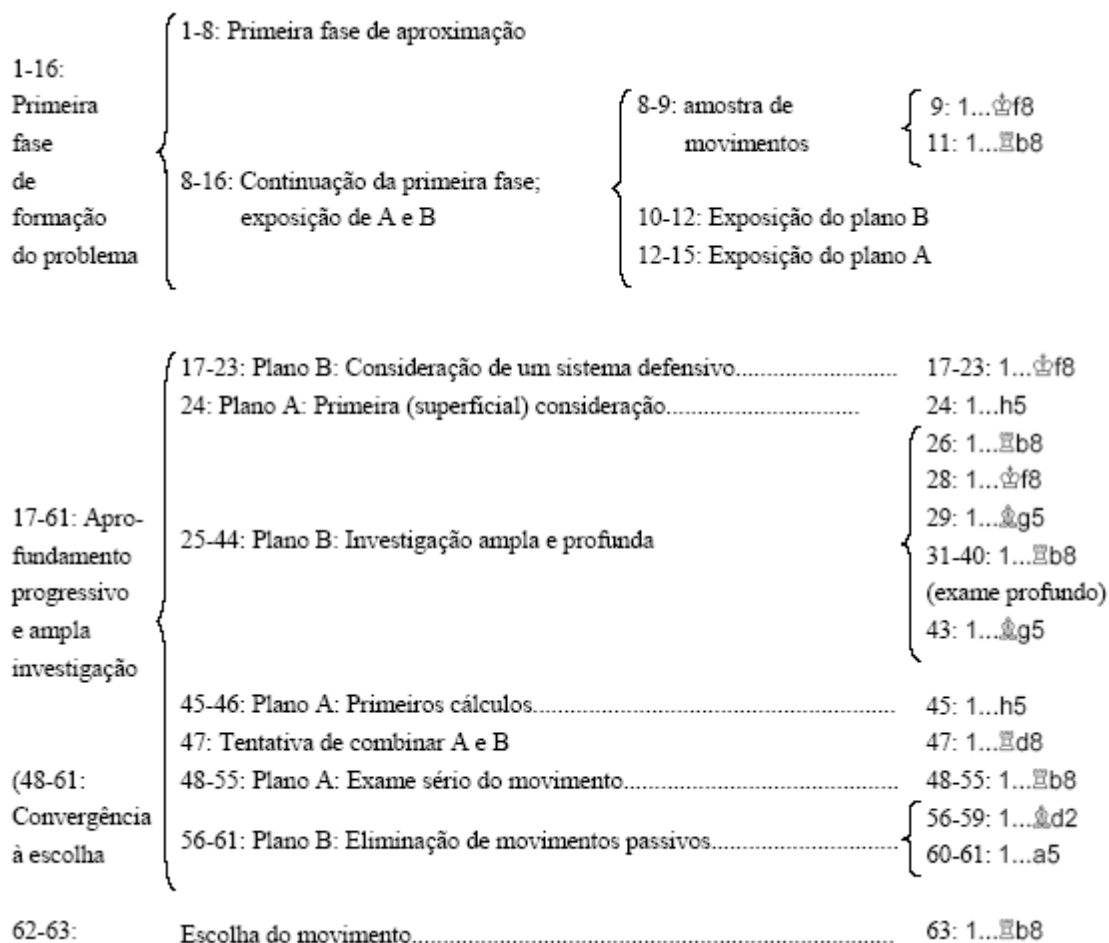 1-8: Primeira fase de aproximação
1-16:
Primeira
fase
de
formação
do problema
8-16: Continuação da primeira fase;
exposição de A e B
8-9: amostra de
movimentos
9: 1...♔f8
11: 1...♖b8
10-12: Exposição do plano B
12-15: Exposição do plano A
17-61: Apro-
fundamento
progressivo
e ampla
investigação
17-23: Plano B: Consideração de um sistema defensivo............................ 17-23: 1...♔f8
24: Plano A: Primeira (superficial) consideração................................. 24: 1...h5
25-44: Plano B: Investigação ampla e profunda
26: 1...♖b8
28: 1...♔f8
29: 1...♗g5
31-40: 1...♖b8
(exame profundo)
43: 1...♗g5
45-46: Plano A: Primeiros cálculos................................................................ 45: 1...h5
47: Tentativa de combinar A e B 47: 1...♖d8
(48-61:
Convergência
à escolha
48-55: Plano A: Exame sério do movimento................................................ 48-55: 1...♖b8
56-61: Plano B: Eliminação de movimentos passivos................................
56-59: 1...♗d2
60-61: 1...a5
62-63: Escolha do movimento.................................................................................... 63: 1...♖b8